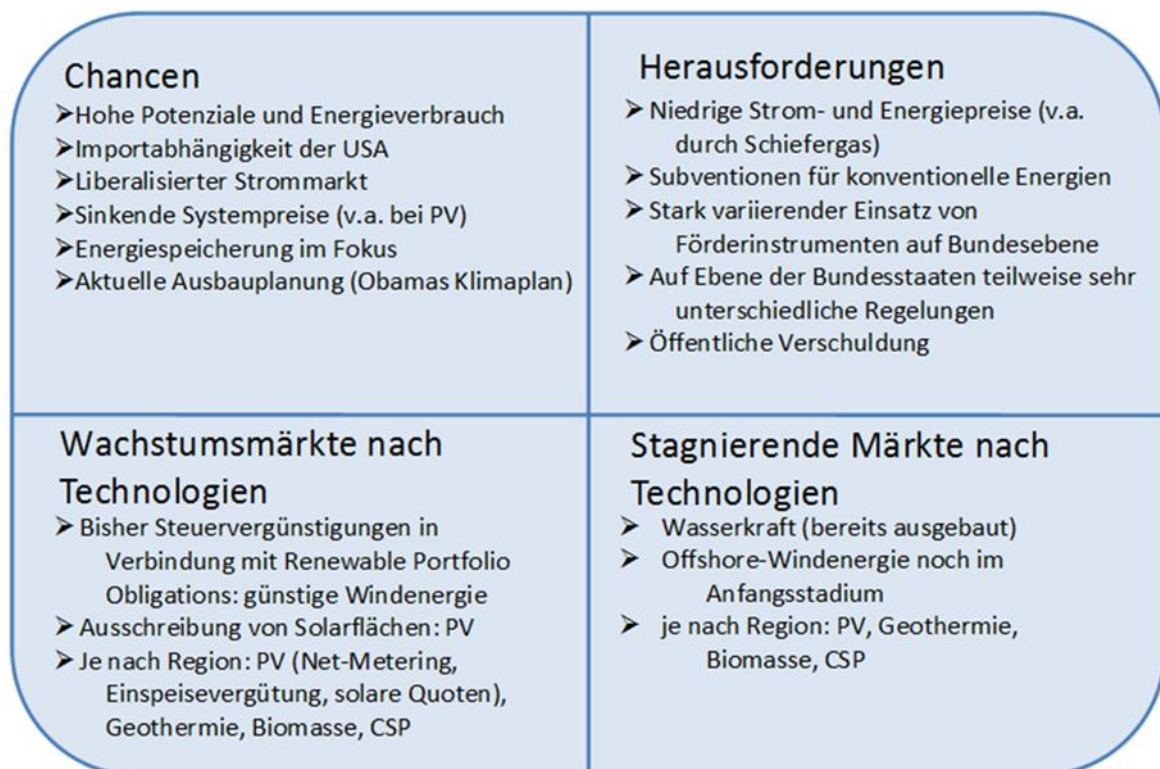 Chancen
➢Hohe Potenziale und Energieverbrauch
➢Importabhängigkeit der USA
➢Liberalisierter Strommarkt
➢Sinkende Systempreise (v.a. bei PV)
➢Energiespeicherung im Fokus
➢Aktuelle Ausbauplanung (Obamas Klimaplan)
Herausforderungen
➢ Niedrige Strom- und Energiepreise (v.a.
durch Schiefergas)
➢ Subventionen für konventionelle Energien
➢ Stark variierender Einsatz von
Förderinstrumenten auf Bundesebene
➢ Auf Ebene der Bundesstaaten teilweise sehr
unterschiedliche Regelungen
➢ Öffentliche Verschuldung
Wachstumsmärkte nach
Technologien
➢ Bisher Steuervergünstigungen in
Verbindung mit Renewable Portfolio
Obligations: günstige Windenergie
➢ Ausschreibung von Solarflächen: PV
➢ Je nach Region: PV (Net-Metering,
Einspeisevergütung, solare Quoten),
Geothermie, Biomasse, CSP
Stagnierende Märkte nach
Technologien
➢ Wasserkraft (bereits ausgebaut)
➢ Offshore-Windenergie noch im
Anfangsstadium
➢ je nach Region: PV, Geothermie,
Biomasse, CSP